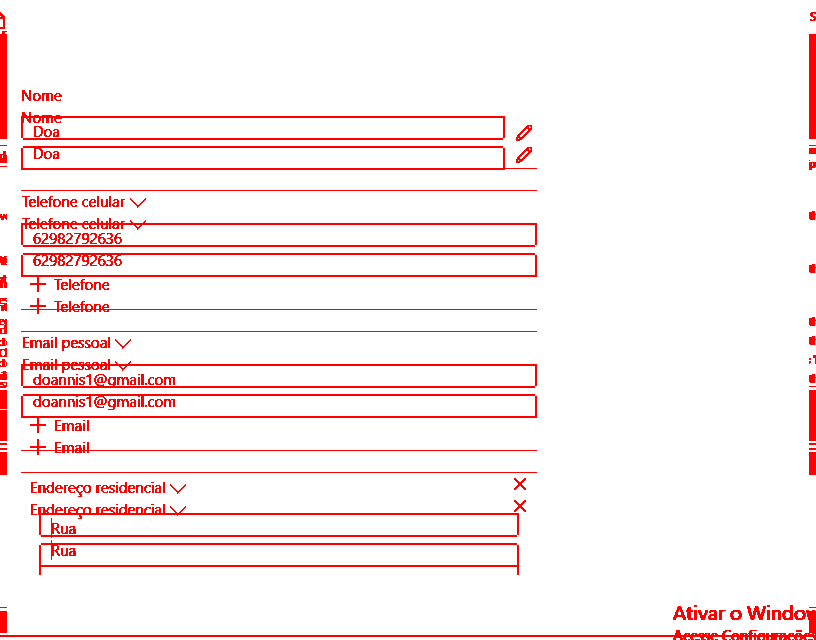 Nome
Nome
Doa
Doa
Telefone celular
Telefone celular
62982792636
62982792636
Telefone
Telefone
Email pessoal
Email pessoal
doannis1@gmail.com
doannis1@gmail.com
Email
Email
Endereço residencial
Endereço residencial
Rua
Rua
Ativar o Window
Acesse Configurações